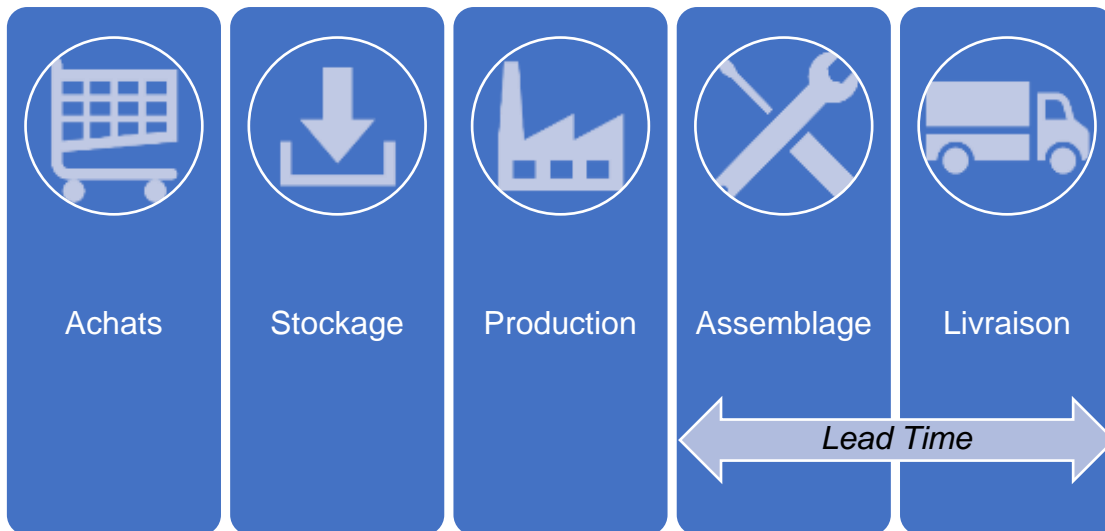 Achats
Stockage
Production
Assemblage
Livraison
Lead Time